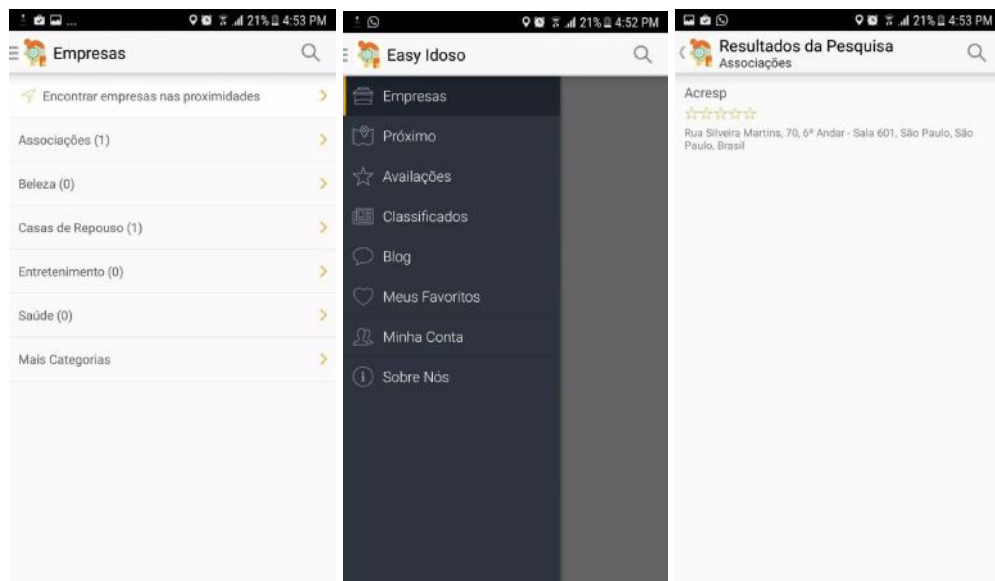 ... 21% 4:53 PM
Empresas
Encontrar empresas nas proximidades
Associações (1)
Beleza (0)
Casas de Repouso (1)
Entretenimento (0)
Saúde (0)
Mais Categorias
21% 4:52 PM
Easy Idoso
Empresas
Próximo
Availações
Classificados
Blog
Meus Favoritos
Minha Conta
Sobre Nós
21% 4:53 PM
Resultados da Pesquisa
Associações
Acresp
Rua Silveira Martins, 70, 6º Andar - Sala 601, São Paulo, São
Paulo, Brasil